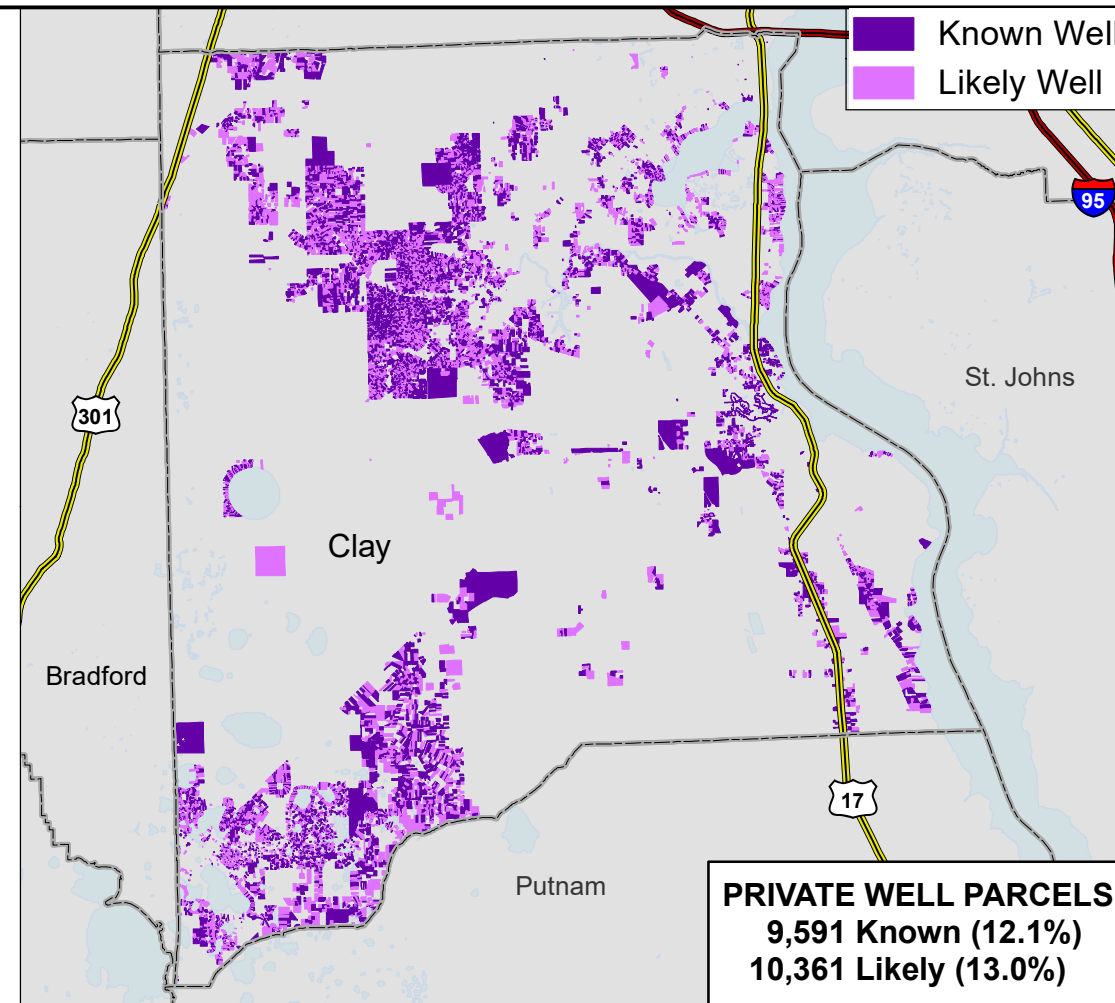 Known Well
Likely Well
95
St. Johns
301
Clay
Bradford
17
Putnam
PRIVATE WELL PARCELS
9,591 Known (12.1%)
10,361 Likely (13.0%)